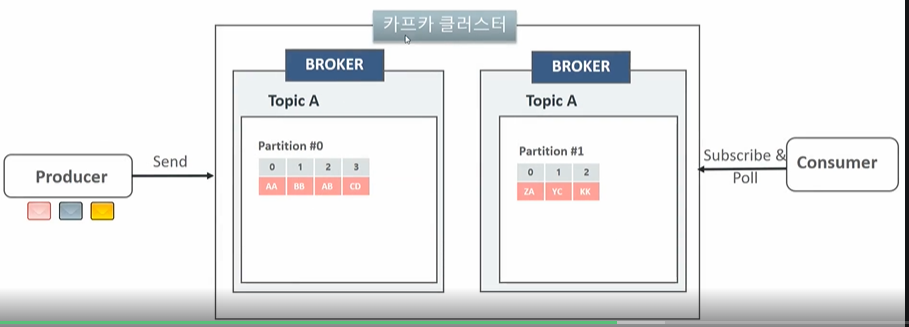 카프카 클러스터
BROKER
BROKER
Topic A
Topic A
Partition #0
0 1 2 3
AA BB AB CD
Partition #1
0 1 2
ZA YC KK
Producer
Send
Subscribe &
Poll
Consumer